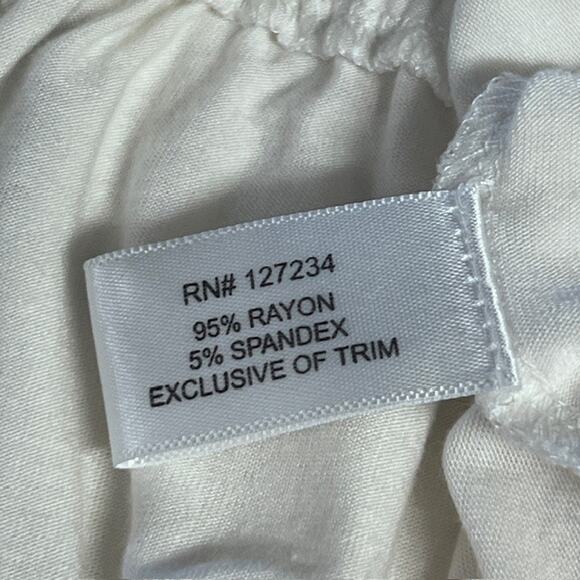 RN# 127234
95% RAYON
5% SPANDEX
EXCLUSIVE OF TRIM